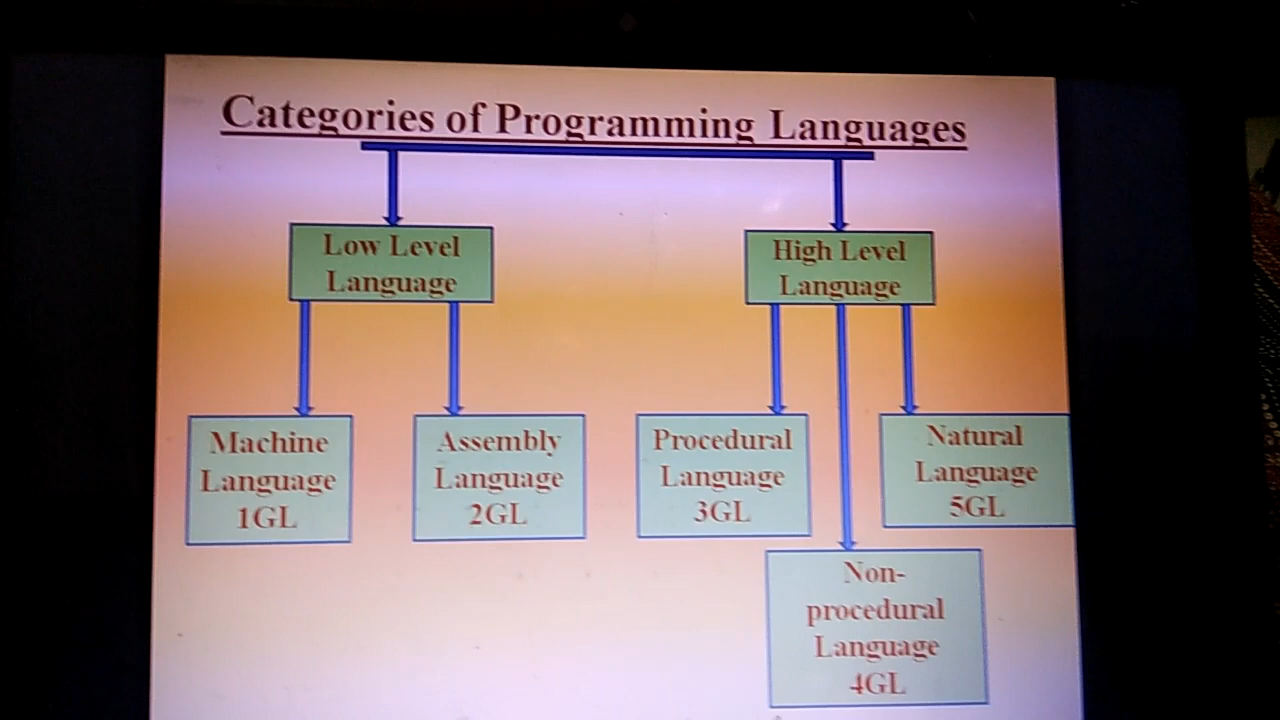 Categories of Programming Languages
Low Level
Language
High Level
Language
Machine
Language
1GL
Assembly
Language
2GL
Procedural
Language
3GL
Natural
Language
5GL
Non-
procedural
Language
4GL